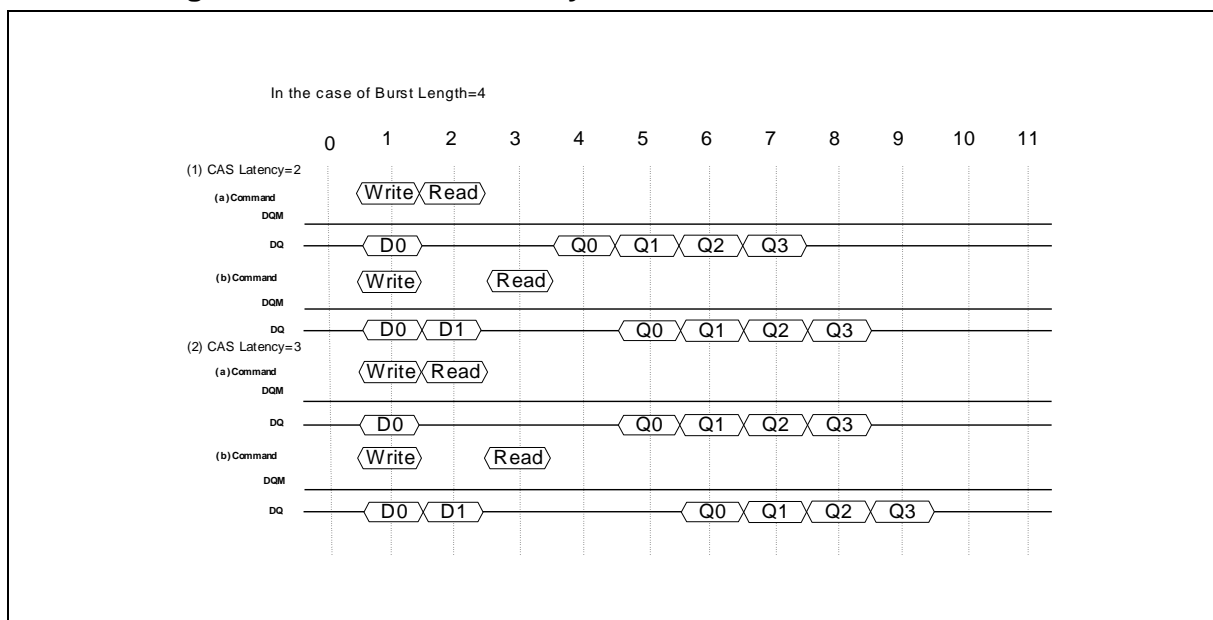 In the case of Burst Length=4
0 1 2 3 4 5 6 7 8 9 10 11
(1) CAS Latency=2
(a)Command Write Read
DQM
DQ D0 Q0 Q1 Q2 Q3
(b)Command Write Read
DQM
DQ D0 D1 Q0 Q1 Q2 Q3
(2) CAS Latency=3
(a)Command Write Read
DQM
DQ D0 Q0 Q1 Q2 Q3
(b)Command Write Read
DQM
DQ D0 D1 Q0 Q1 Q2 Q3